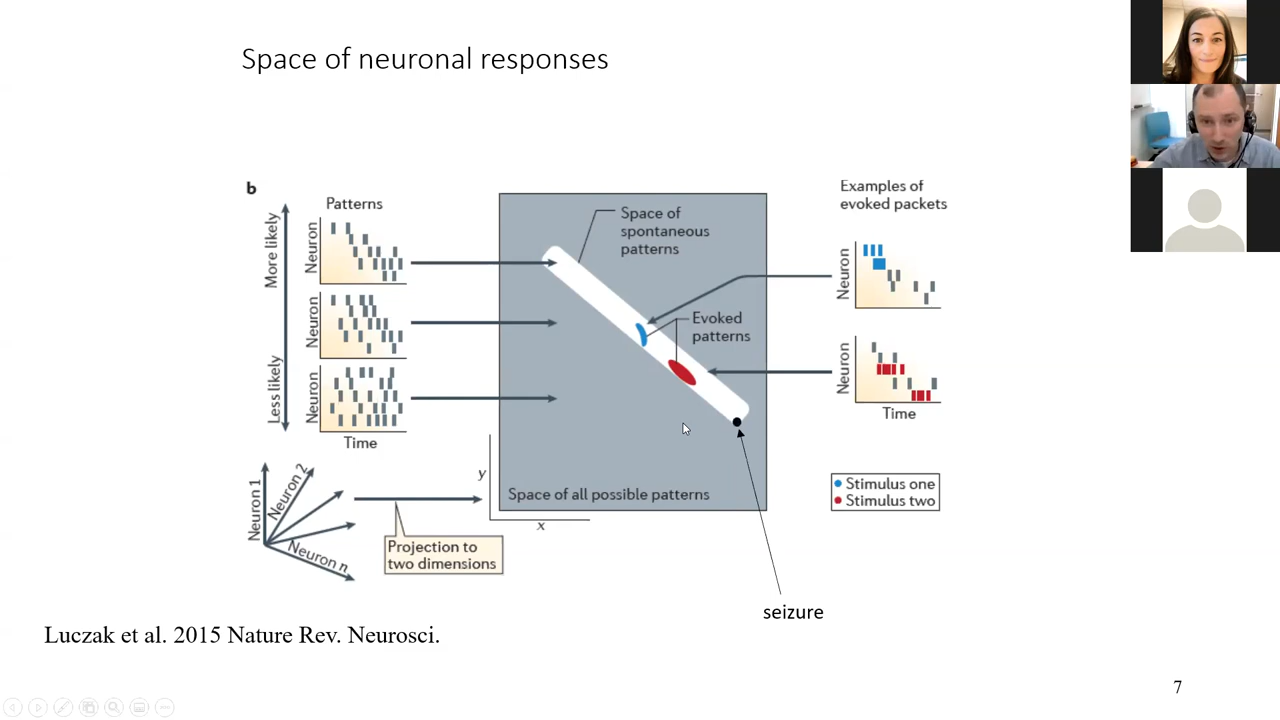 Space of neuronal responses
b
Patterns
More likely
Less likely
Neuron
Neuron
Neuron
Time
Space of
spontaneous
patterns
Evoked
patterns
Space of all possible patterns
y
x
Examples of
evoked packets
Neuron
Neuron
Time
Stimulus one
Stimulus two
Neuron 1
Neuron 2
Neuron n
Projection to
two dimensions
seizure
Luczak et al. 2015 Nature Rev. Neurosci.
7